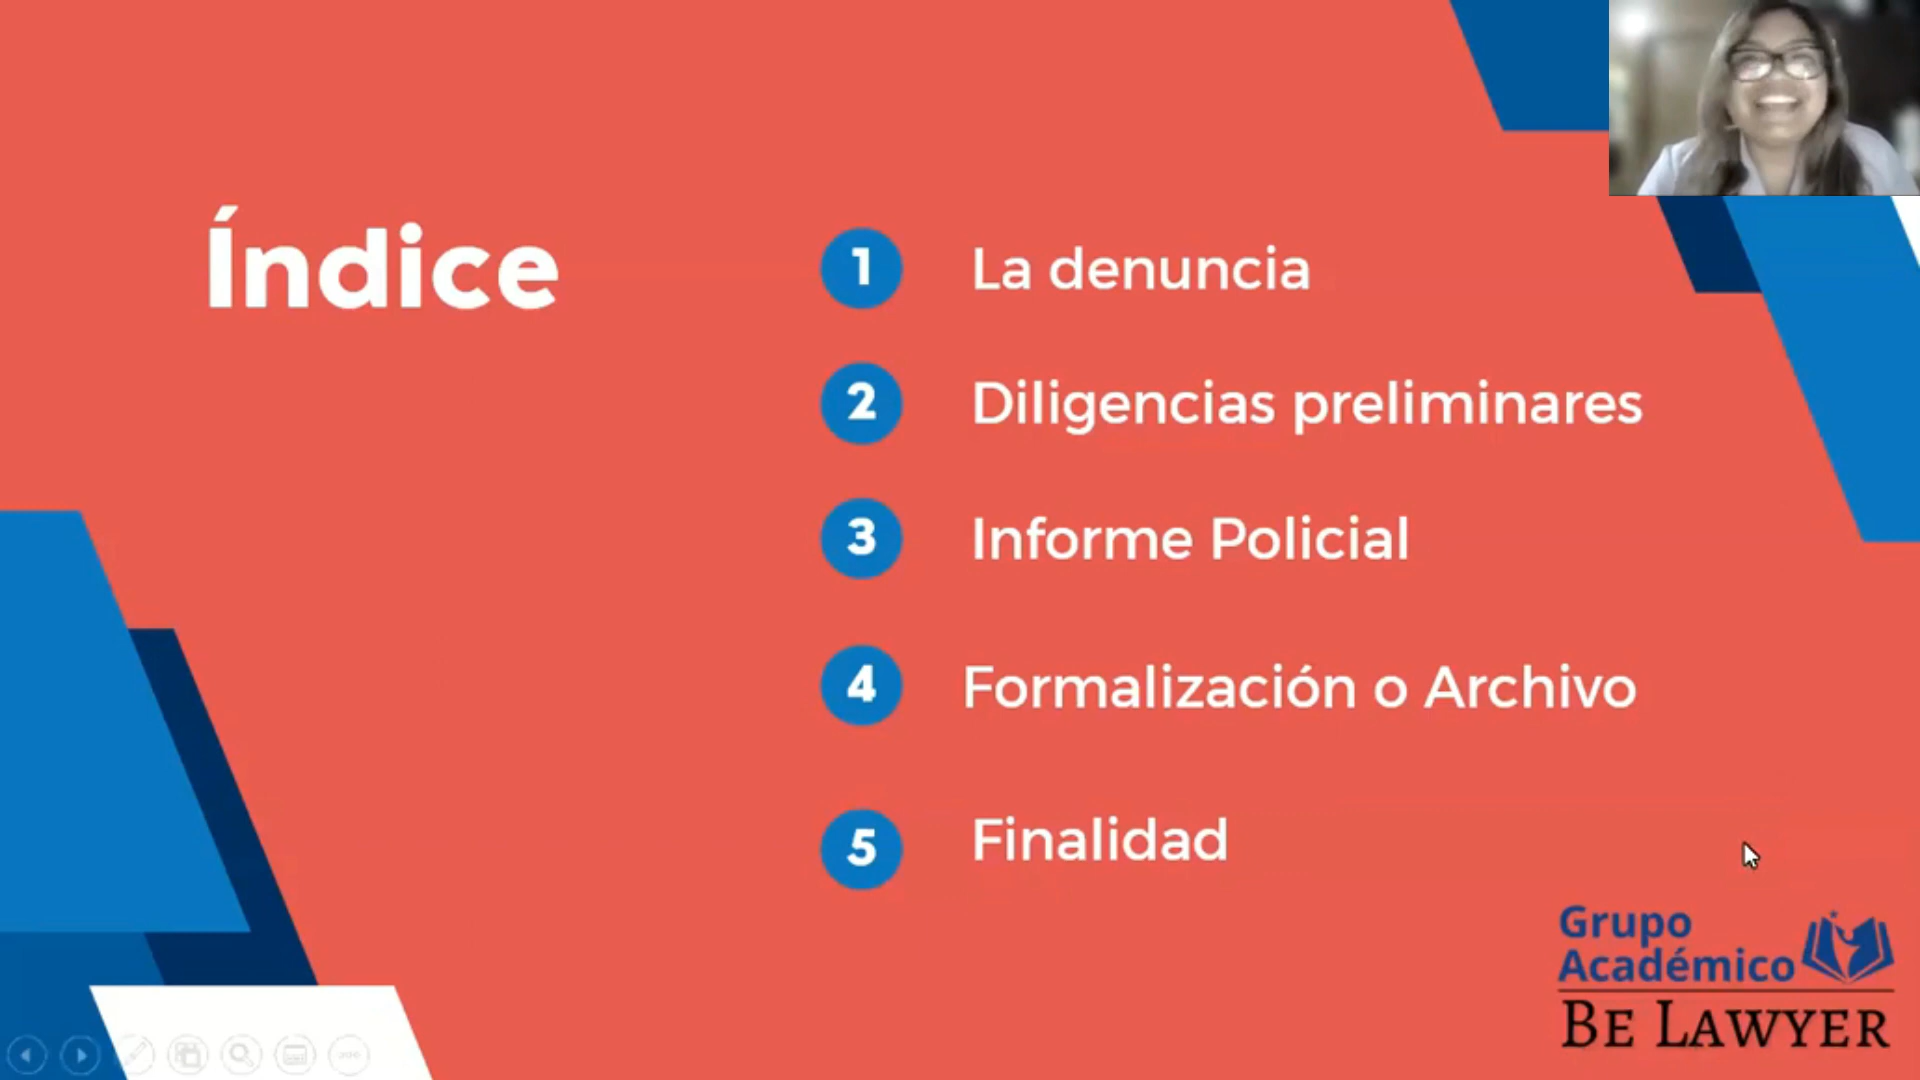 Índice
1 La denuncia
2 Diligencias preliminares
3 Informe Policial
4 Formalización o Archivo
5 Finalidad
Grupo
Académico
BE LAWYER